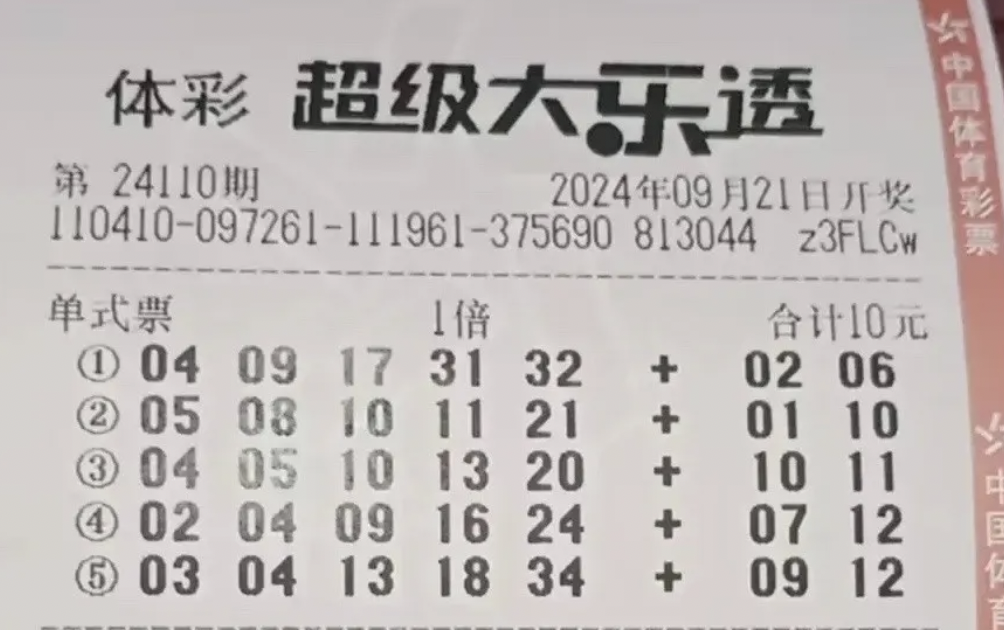 体彩 超级大乐透
第 24110期 2024年09月21日开奖
110410-097261-111961-375690 813044 z3FLCw
单式票 1倍 合计10元
① 04 09 17 31 32 + 02 06
② 05 08 10 11 21 + 01 10
③ 04 05 10 13 20 + 10 11
④ 02 04 09 16 24 + 07 12
⑤ 03 04 13 18 34 + 09 12
中国体育彩票
中国体育